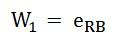 W₁ = eRB